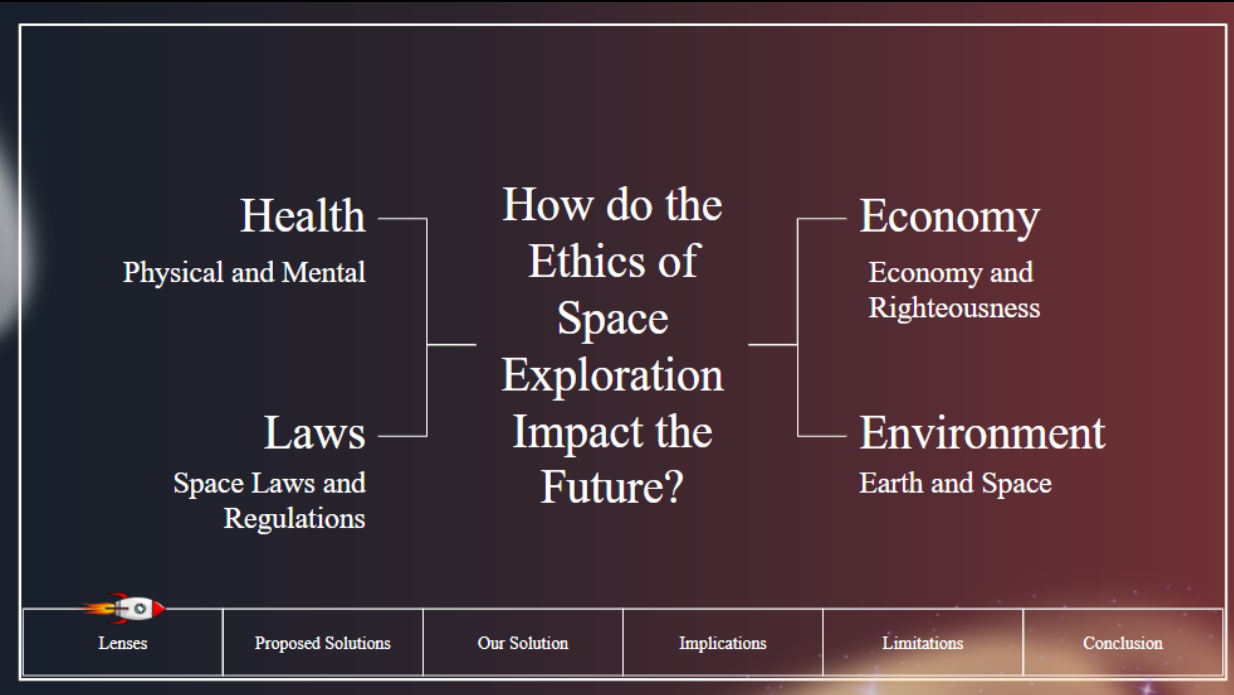 Health
Physical and Mental
Laws
Space Laws and
Regulations
How do the
Ethics of
Space
Exploration
Impact the
Future?
Economy
Economy and
Righteousness
Environment
Earth and Space
Lenses
Proposed Solutions
Our Solution
Implications
Limitations
Conclusion